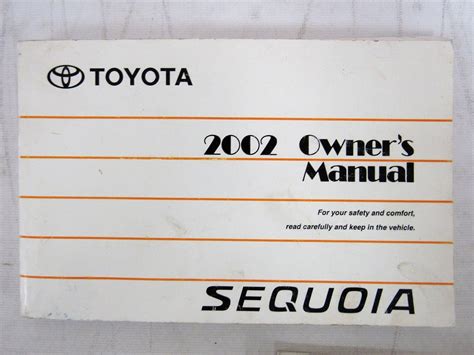 TOYOTA
2002 Owner's
Manual
For your safety and comfort,
read carefully and keep in the vehicle.
SEQUOIA